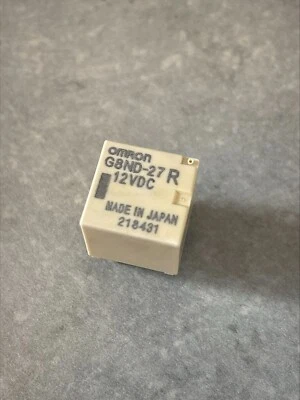 omron
G8ND-27 R
12VDC
MADE IN JAPAN
218431